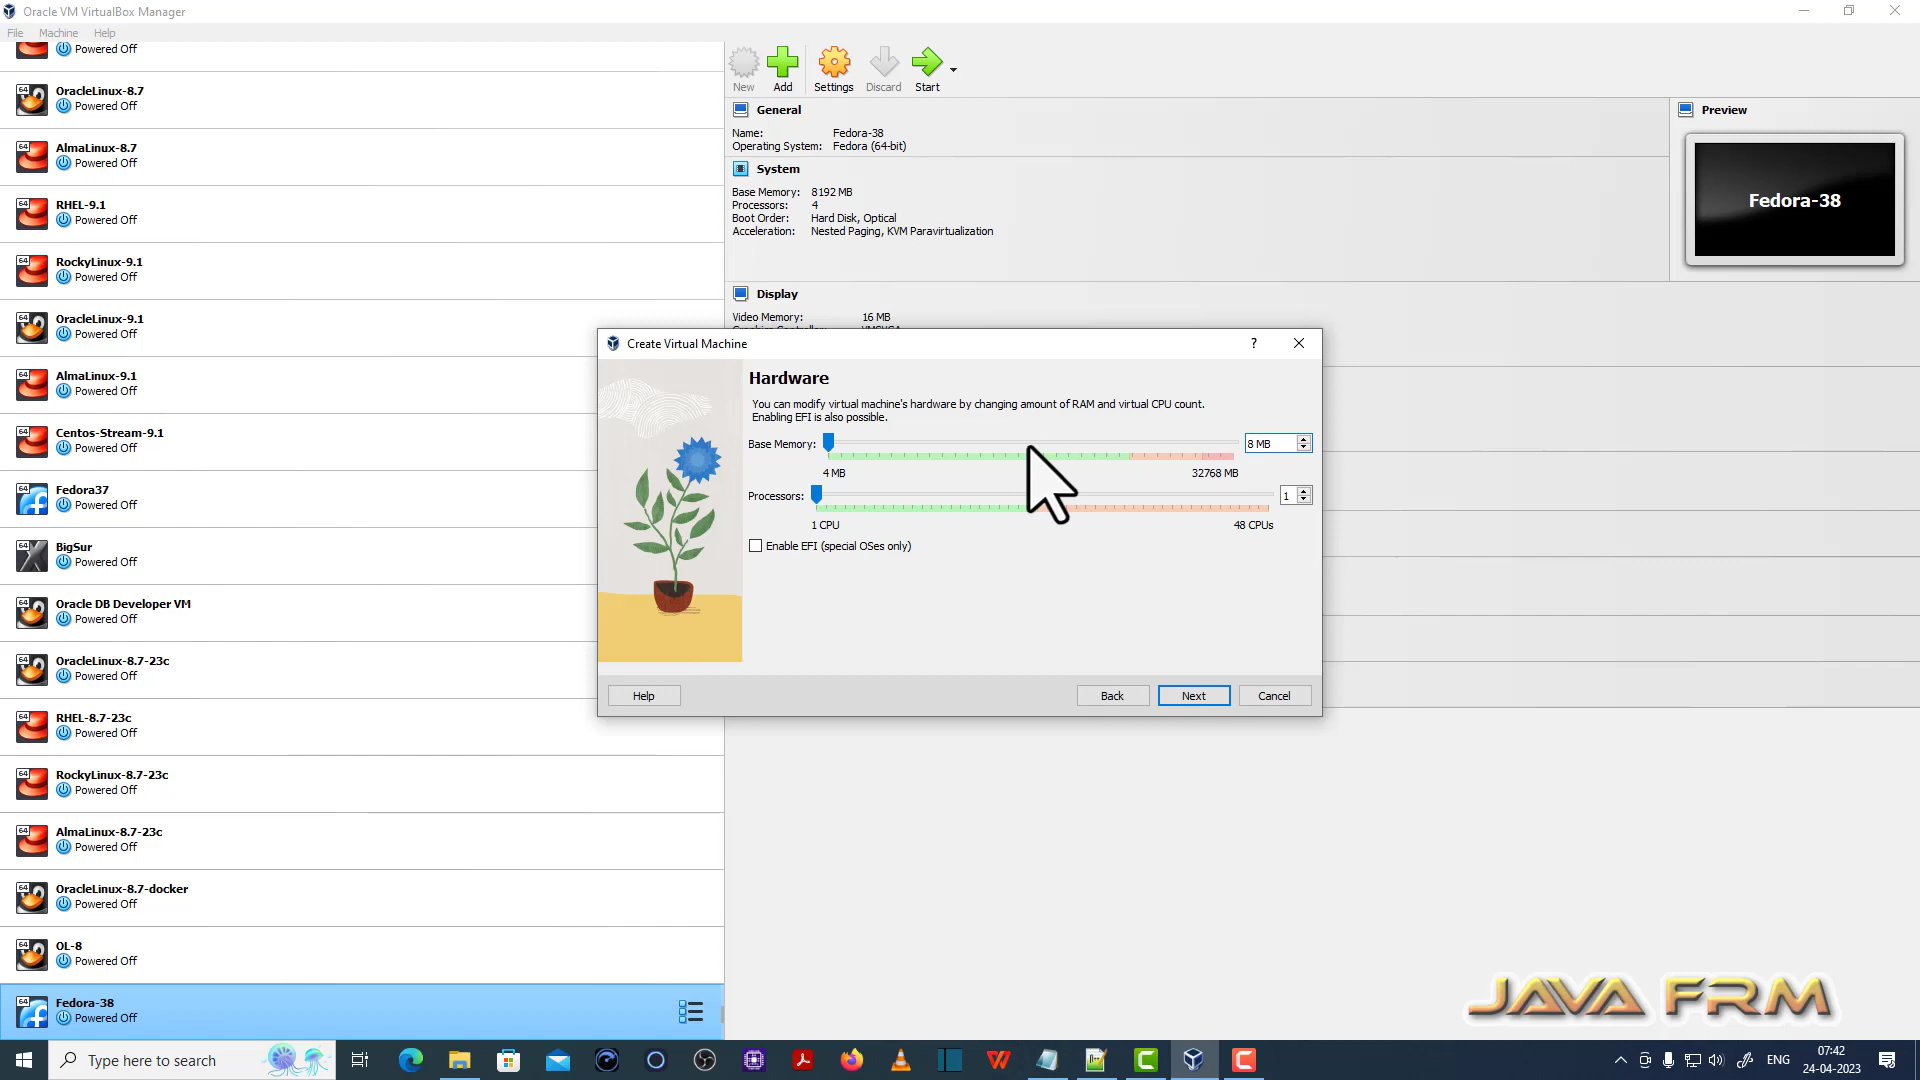 Oracle VM VirtualBox Manager
File Machine Help
Powered Off
OracleLinux-8.7
Powered Off
AlmaLinux-8.7
Powered Off
RHEL-9.1
Powered Off
RockyLinux-9.1
Powered Off
OracleLinux-9.1
Powered Off
AlmaLinux-9.1
Powered Off
Centos-Stream-9.1
Powered Off
Fedora37
Powered Off
BigSur
Powered Off
Oracle DB Developer VM
Powered Off
OracleLinux-8.7-23c
Powered Off
RHEL-8.7-23c
Powered Off
RockyLinux-8.7-23c
Powered Off
AlmaLinux-8.7-23c
Powered Off
OracleLinux-8.7-docker
Powered Off
OL-8
Powered Off
Fedora-38
Powered Off
New Add Settings Discard Start
General
Name: Fedora-38
Operating System: Fedora (64-bit)
System
Base Memory: 8192 MB
Processors: 4
Boot Order: Hard Disk, Optical
Acceleration: Nested Paging, KVM Paravirtualization
Display
Video Memory: 16 MB
Preview
Fedora-38
Create Virtual Machine
?
Hardware
You can modify virtual machine's hardware by changing amount of RAM and virtual CPU count.
Enabling EFI is also possible.
Base Memory: 8 MB
4 MB 32768 MB
Processors: 1
1 CPU 48 CPUs
Enable EFI (special OSes only)
Help Back Next Cancel
JAVA FRM
Type here to search
ENG
07:42
24-04-2023